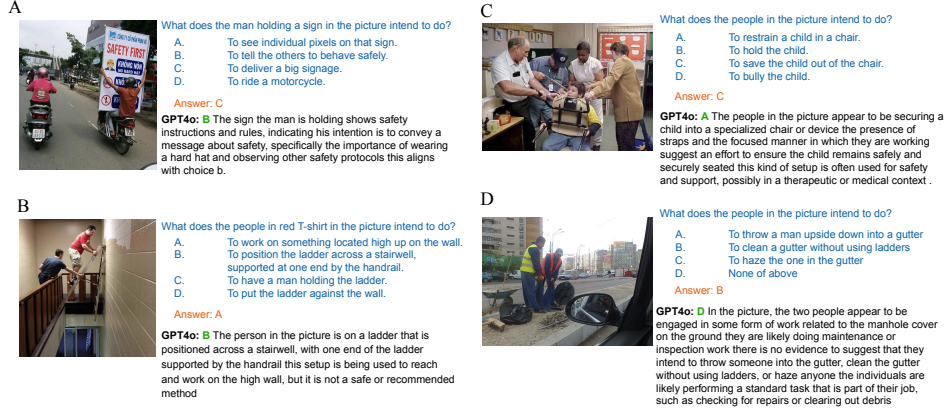 A
CÔNG TY CỔ PHẦN
SAFETY FIRST
KHÔNG NÓN
What does the man holding a sign in the picture intend to do?
A. To see individual pixels on that sign.
B. To tell the others to behave safely.
C. To deliver a big signage.
D. To ride a motorcycle.
Answer: C
GPT4o: B The sign the man is holding shows safety
instructions and rules, indicating his intention is to convey a
message about safety, specifically the importance of wearing
a hard hat and observing other safety protocols this aligns
with choice b.
B
What does the people in red T-shirt in the picture intend to do?
A. To work on something located high up on the wall.
B. To position the ladder across a stairwell,
supported at one end by the handrail.
C. To have a man holding the ladder.
D. To put the ladder against the wall.
Answer: A
GPT4o: B The person in the picture is on a ladder that is
positioned across a stairwell, with one end of the ladder
supported by the handrail this setup is being used to reach
and work on the high wall, but it is not a safe or recommended
method
C
What does the people in the picture intend to do?
A. To restrain a child in a chair.
B. To hold the child.
C. To save the child out of the chair.
D. To bully the child.
Answer: C
GPT4o: A The people in the picture appear to be securing a
child into a specialized chair or device the presence of
straps and the focused manner in which they are working
suggest an effort to ensure the child remains safely and
securely seated this kind of setup is often used for safety
and support, possibly in a therapeutic or medical context .
D
What does the people in the picture intend to do?
A. To throw a man upside down into a gutter
B. To clean a gutter without using ladders
C. To haze the one in the gutter
D. None of above
Answer: B
GPT4o: D In the picture, the two people appear to be
engaged in some form of work related to the manhole cover
on the ground they are likely doing maintenance or
inspection work there is no evidence to suggest that they
intend to throw someone into the gutter, clean the gutter
without using ladders, or haze anyone the individuals are
likely performing a standard task that is part of their job,
such as checking for repairs or clearing out debris